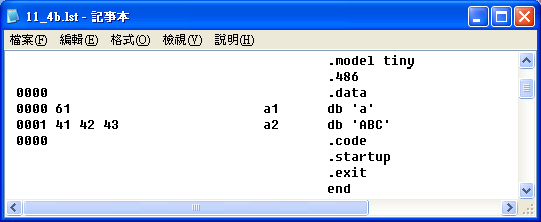 11_4b.lst - 記事本
檔案(F) 編輯(E) 格式(O) 檢視(V) 說明(H)
.model tiny
.486
0000 .data
0000 61 a1 db 'a'
0001 41 42 43 a2 db 'ABC'
0000 .code
.startup
.exit
end